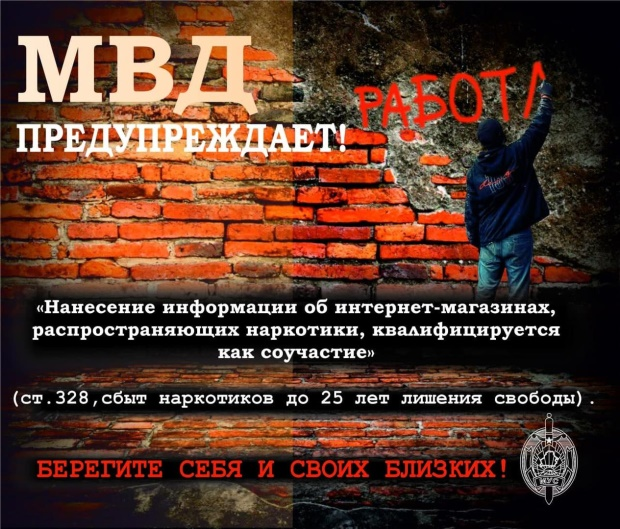 МВД
ПРЕДУПРЕЖДАЕТ!
РАБОТА
«Нанесение информации об интернет-магазинах,
распространяющих наркотики, квалифицируется
как соучастие»
(ст.328,сбыт наркотиков до 25 лет лишения свободы).
БЕРЕГИТЕ СЕБЯ И СВОИХ БЛИЗКИХ!
МУС